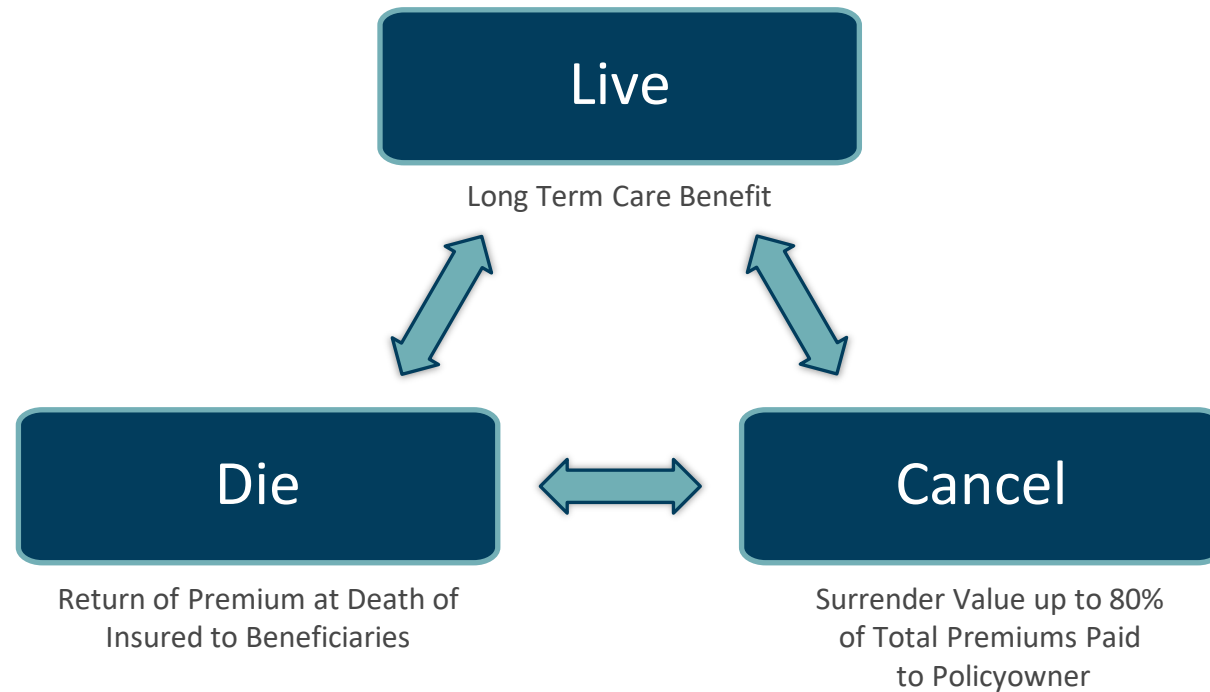 Live
Long Term Care Benefit
Die
Cancel
Return of Premium at Death of
Insured to Beneficiaries
Surrender Value up to 80%
of Total Premiums Paid
to Policyowner